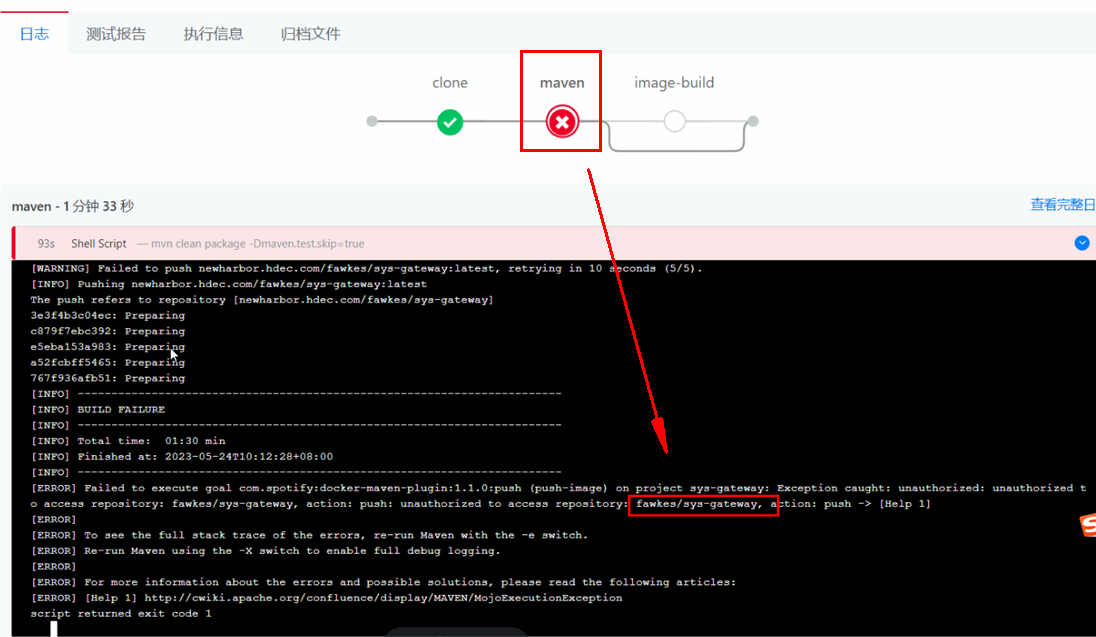 日志 测试报告 执行信息 归档文件
clone maven image-build
maven - 1 分钟 33 秒 查看完整日
93s Shell Script — mvn clean package -Dmaven.test.skip=true
[WARNING] Failed to push newharbor.hdec.com/fawkes/sys-gateway:latest, retrying in 10 seconds (5/5).
[INFO] Pushing newharbor.hdec.com/fawkes/sys-gateway:latest
The push refers to repository [newharbor.hdec.com/fawkes/sys-gateway]
3e3f4b3c04ec: Preparing
c879f7ebc392: Preparing
e5eba153a983: Preparing
a52fcbff5465: Preparing
767f936afb51: Preparing
[INFO] ------------------------------------------------------------------------
[INFO] BUILD FAILURE
[INFO] ------------------------------------------------------------------------
[INFO] Total time:  01:30 min
[INFO] Finished at: 2023-05-24T10:12:28+08:00
[INFO] ------------------------------------------------------------------------
[ERROR] Failed to execute goal com.spotify:docker-maven-plugin:1.1.0:push (push-image) on project sys-gateway: Exception caught: unauthorized: unauthorized t
o access repository: fawkes/sys-gateway, action: push: unauthorized to access repository: fawkes/sys-gateway, action: push -> [Help 1]
[ERROR]
[ERROR] To see the full stack trace of the errors, re-run Maven with the -e switch.
[ERROR] Re-run Maven using the -X switch to enable full debug logging.
[ERROR]
[ERROR] For more information about the errors and possible solutions, please read the following articles:
[ERROR] [Help 1] http://cwiki.apache.org/confluence/display/MAVEN/MojoExecutionException
script returned exit code 1